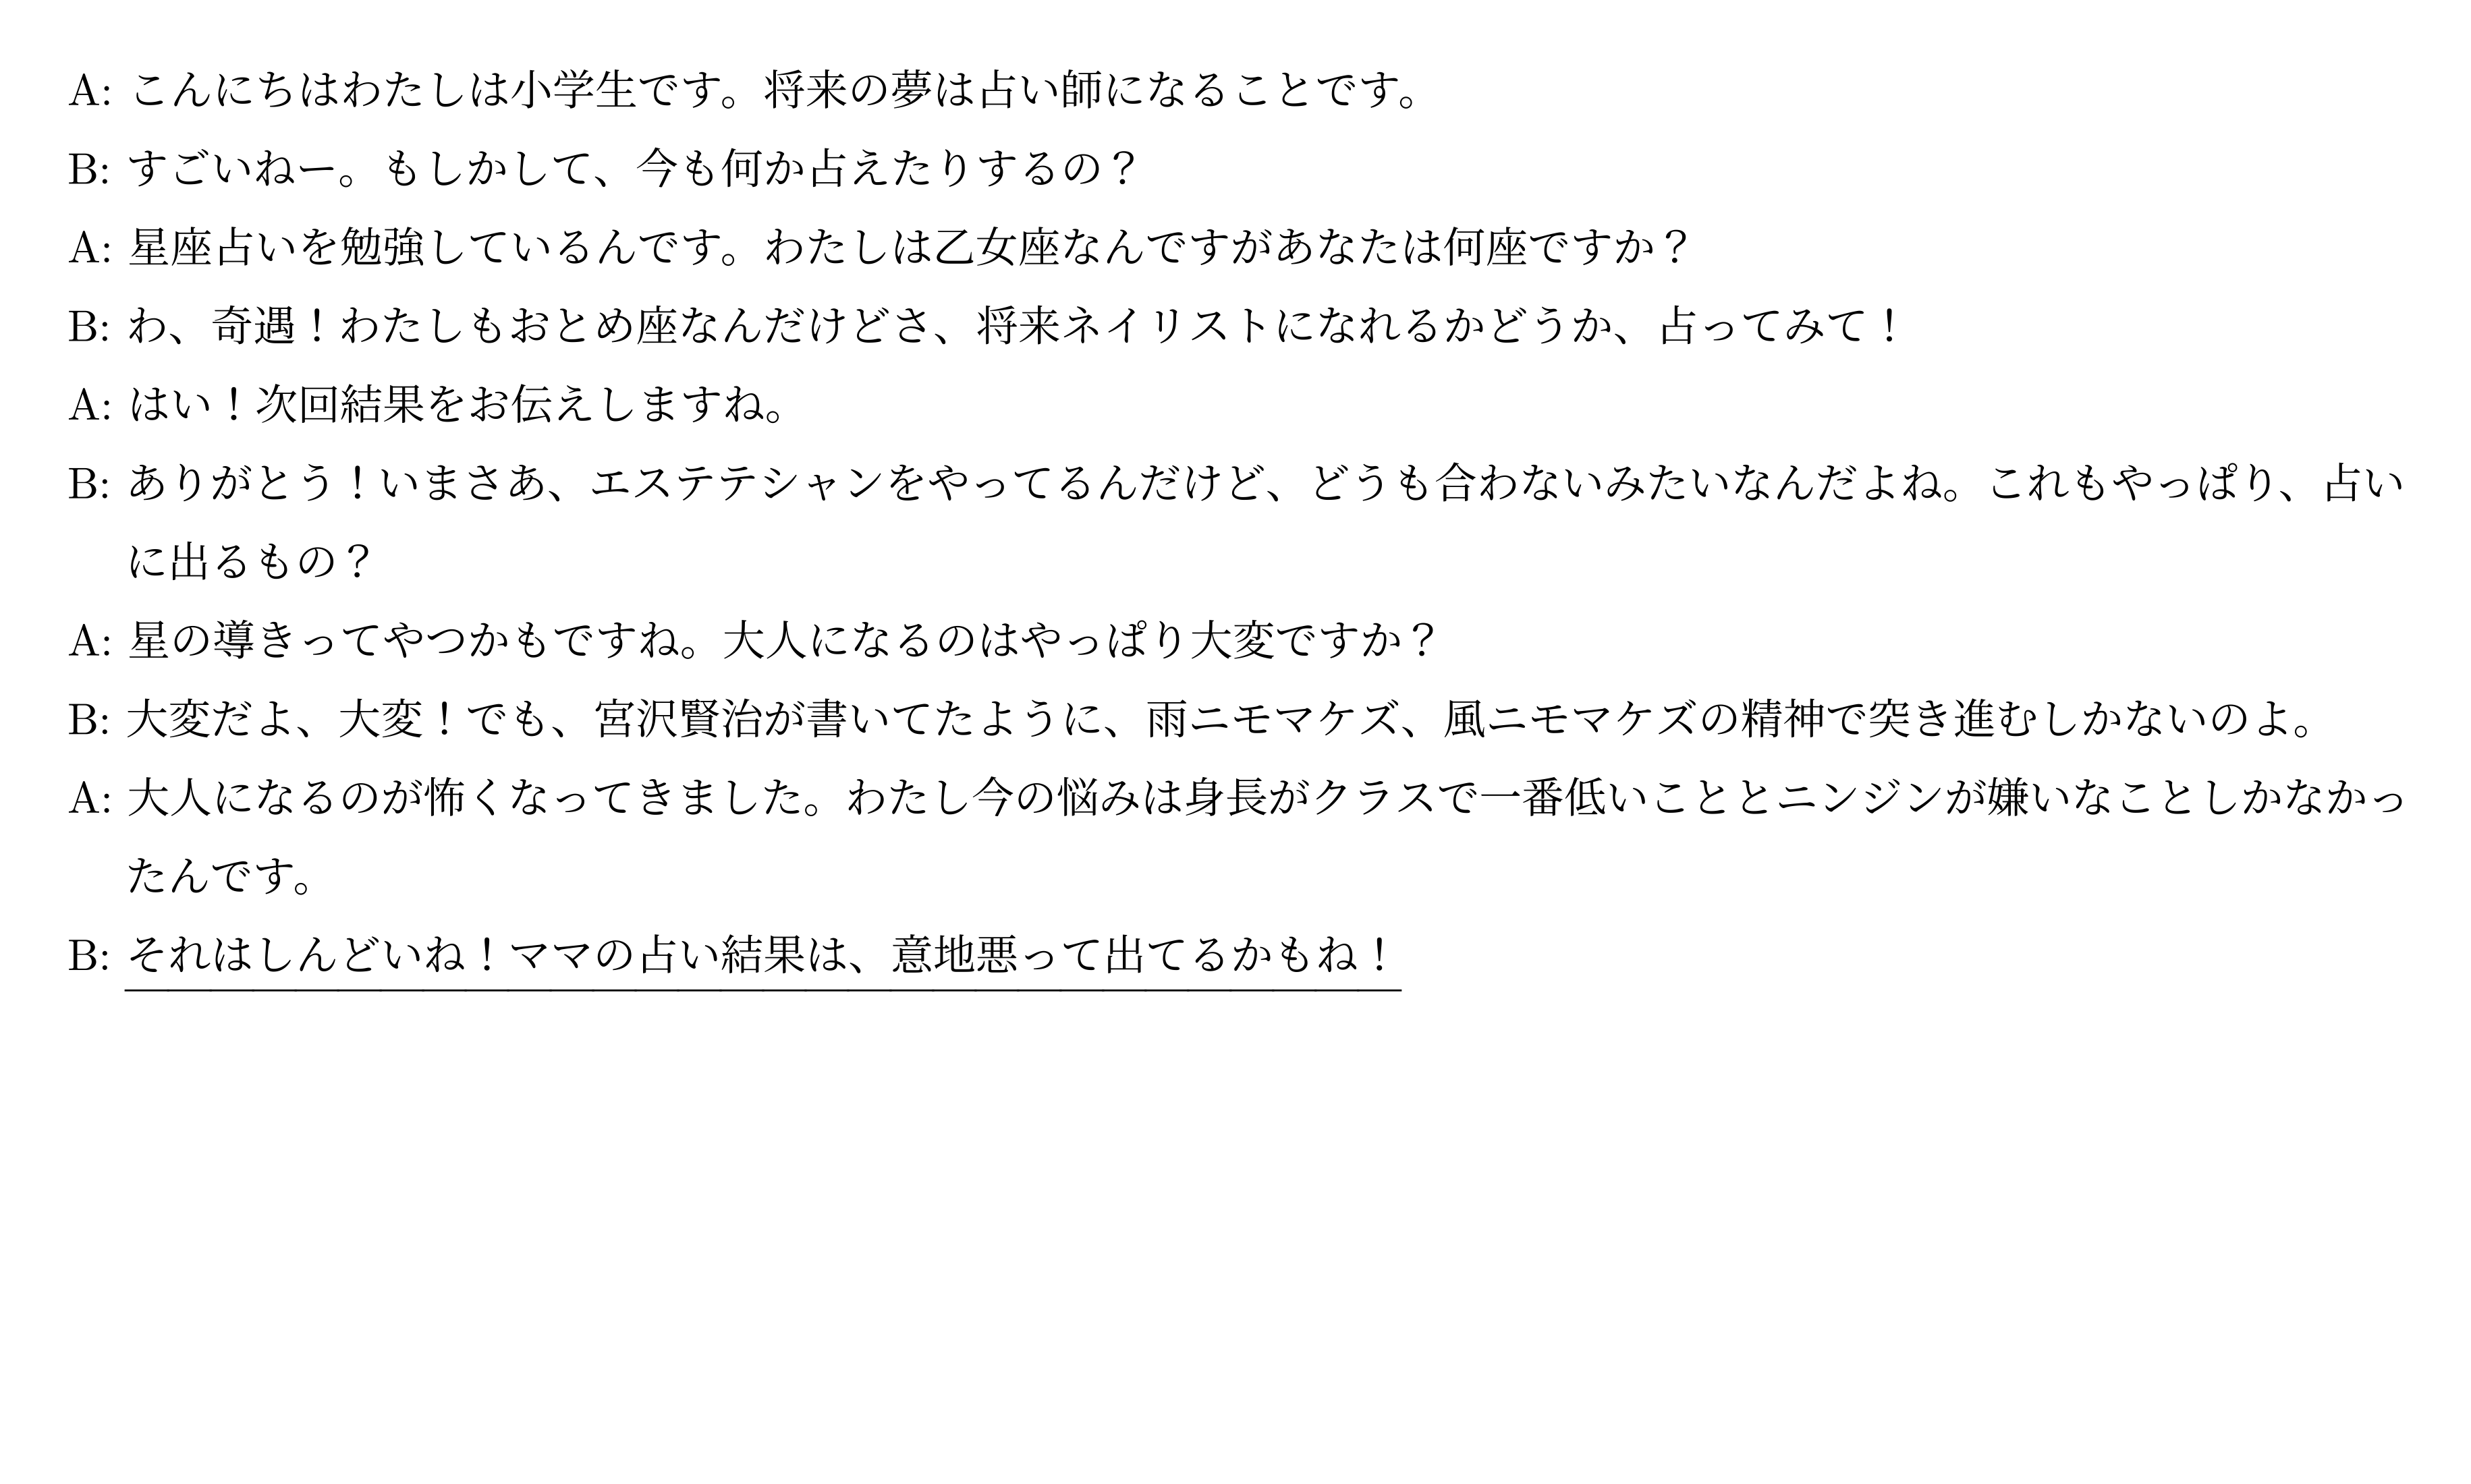 A: こんにちはわたしは小学生です。将来の夢は占い師になることです。
B: すごいねー。もしかして、今も何か占えたりするの？
A: 星座占いを勉強しているんです。わたしは乙女座なんですがあなたは何座ですか？
B: わ、奇遇！わたしもおとめ座なんだけどさ、将来ネイリストになれるかどうか、占ってみて！
A: はい！次回結果をお伝えしますね。
B: ありがとう！いまさあ、エステテシャンをやってるんだけど、どうも合わないみたいなんだよね。これもやっぱり、占い
に出るもの？
A: 星の導きってやつかもですね。大人になるのはやっぱり大変ですか？
B: 大変だよ、大変！でも、宮沢賢治が書いてたように、雨ニモマケズ、風ニモマケズの精神で突き進むしかないのよ。
A: 大人になるのが怖くなってきました。わたし今の悩みは身長がクラスで一番低いこととニンジンが嫌いなことしかなかっ
たんです。
B: それはしんどいね！ママの占い結果は、意地悪って出てるかもね！